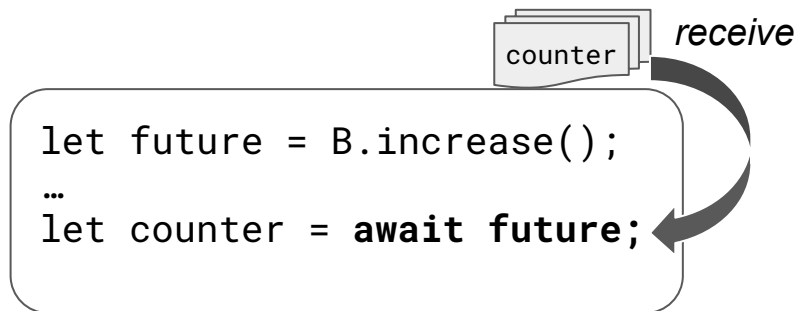 receive
counter
let future = B.increase();
…
let counter = await future;